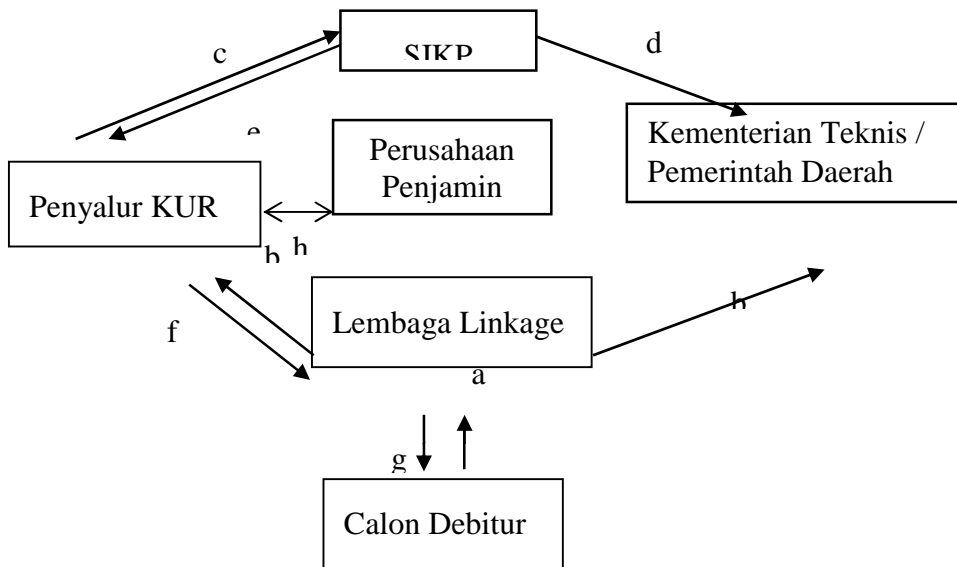 c
SIKP
d
e
Perusahaan
Penjamin
Kementerian Teknis /
Pemerintah Daerah
Penyalur KUR
b h
Lembaga Linkage
b
f
a
g
Calon Debitur